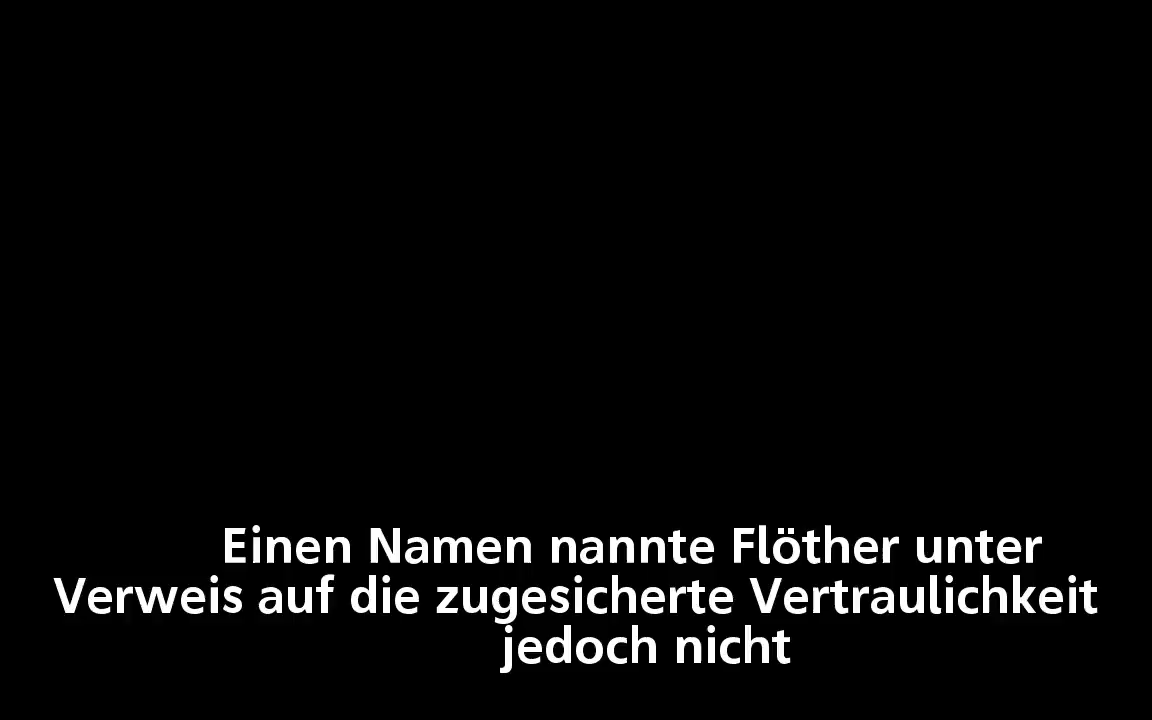 Einen Namen nannte Flöther unter
Verweis auf die zugesicherte Vertraulichkeit
jedoch nicht